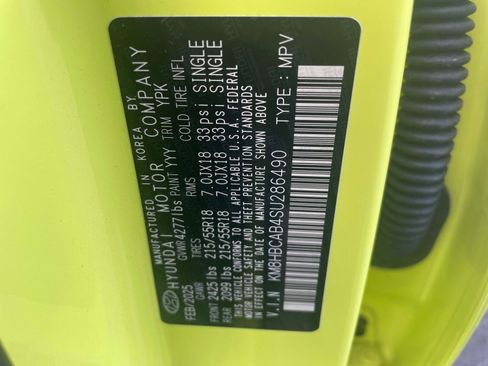 MANUFACTURED IN KOREA BY
HYUNDAI MOTOR COMPANY
FEB/2025 GVWR 4277 lbs PAINT YYY TRIM YPK
GAWR TIRES RIMS COLD TIRE INFL
FRONT 2425 lbs 215/55R18 7.0JX18 33psi SINGLE
REAR 2099 lbs 215/55R18 7.0JX18 33psi SINGLE
THIS VEHICLE CONFORMS TO ALL APPLICABLE U.S.A. FEDERAL
MOTOR VEHICLE SAFETY, BUMPER, AND THEFT PREVENTION
STANDARDS IN EFFECT ON THE DATE OF MANUFACTURE SHOWN ABOVE
V.I.N KM8HBCAB4SU286490 TYPE: MPV